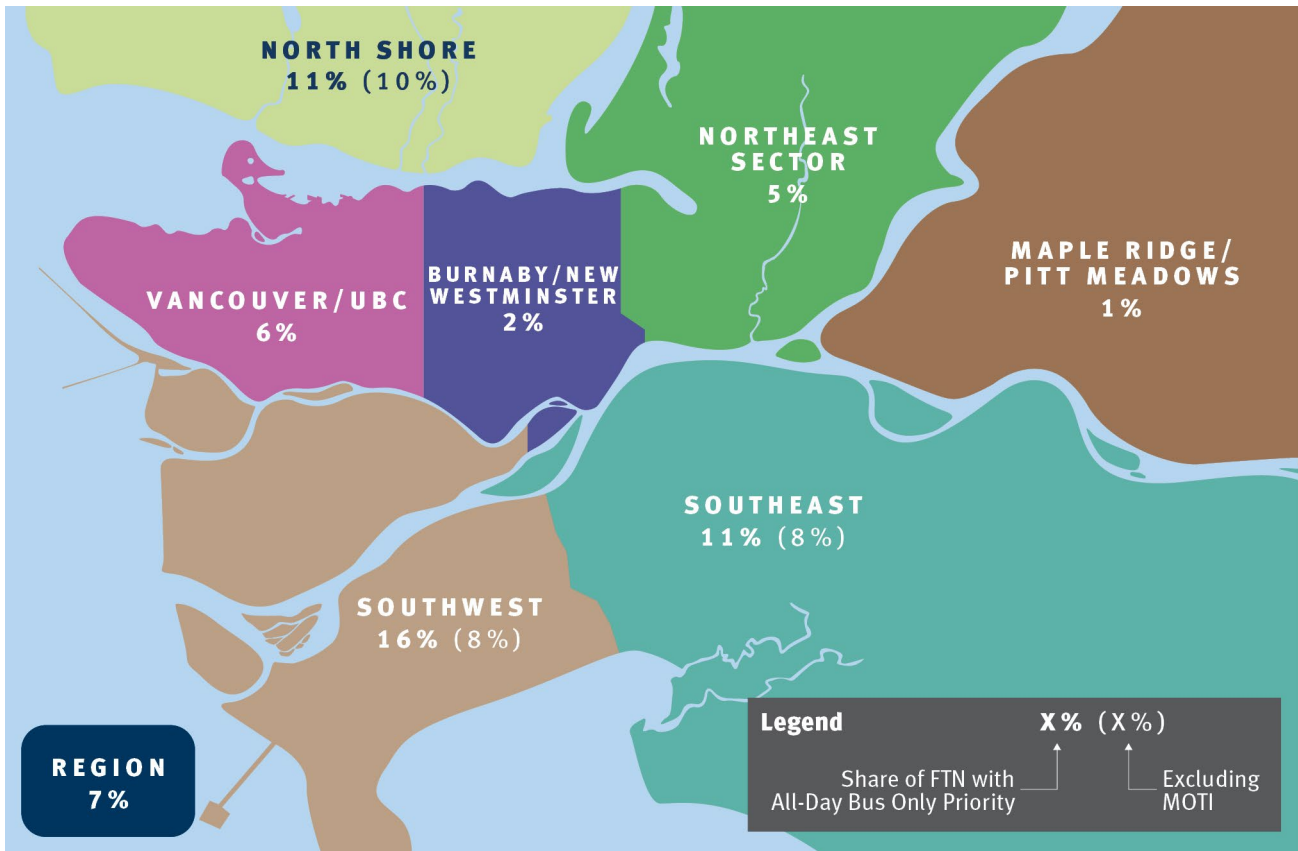 NORTH SHORE
11% (10%)
NORTHEAST
SECTOR
5%
MAPLE RIDGE/
PITT MEADOWS
1%
VANCOUVER/UBC
6%
BURNABY/NEW
WESTMINSTER
2%
SOUTHEAST
11% (8%)
SOUTHWEST
16% (8%)
REGION
7%
Legend
X% (X%)
Share of FTN with
All-Day Bus Only Priority
Excluding
MOTI